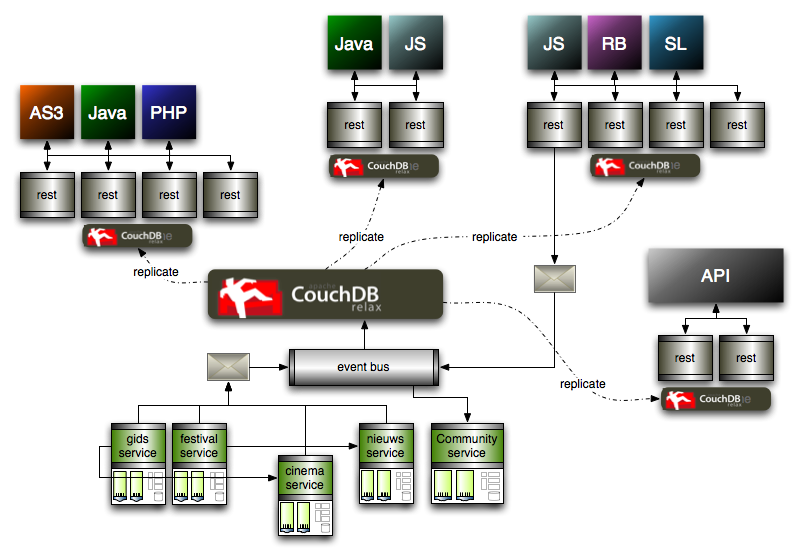 Java
JS
JS
RB
SL
AS3
Java
PHP
rest
rest
rest
rest
rest
rest
CouchDB
relax
CouchDB
relax
rest
rest
rest
rest
CouchDB
relax
replicate
replicate
replicate
API
apache
CouchDB
relax
rest
rest
event bus
replicate
CouchDB
relax
gids
service
festival
service
nieuws
service
Community
service
cinema
service